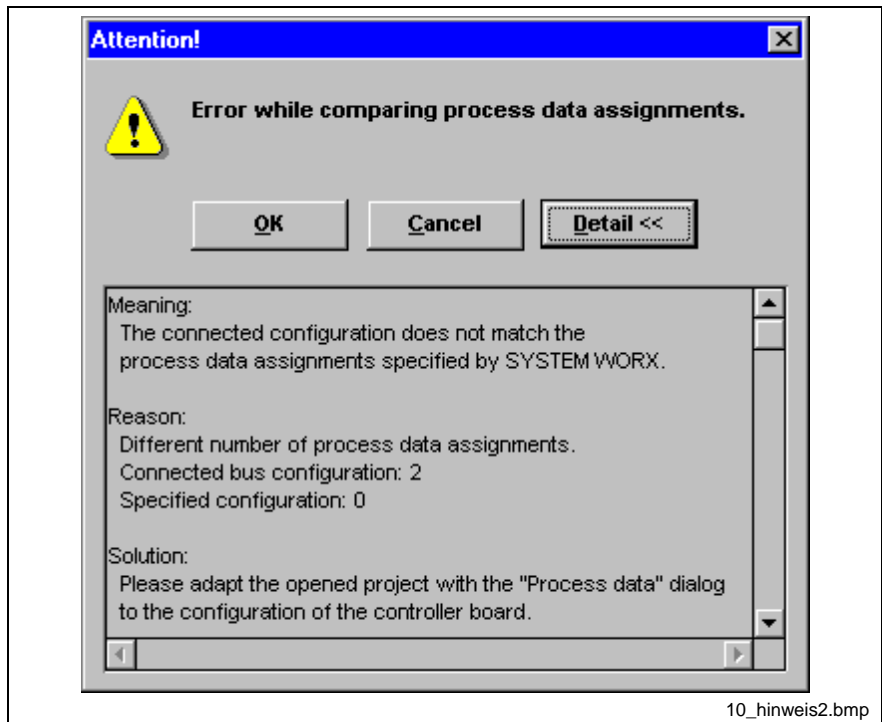 Attention!
Error while comparing process data assignments.
OK
Cancel
Detail <<
Meaning:
The connected configuration does not match the
process data assignments specified by SYSTEM WORX.
Reason:
Different number of process data assignments.
Connected bus configuration: 2
Specified configuration: 0
Solution:
Please adapt the opened project with the "Process data" dialog
to the configuration of the controller board.
10_hinweis2.bmp